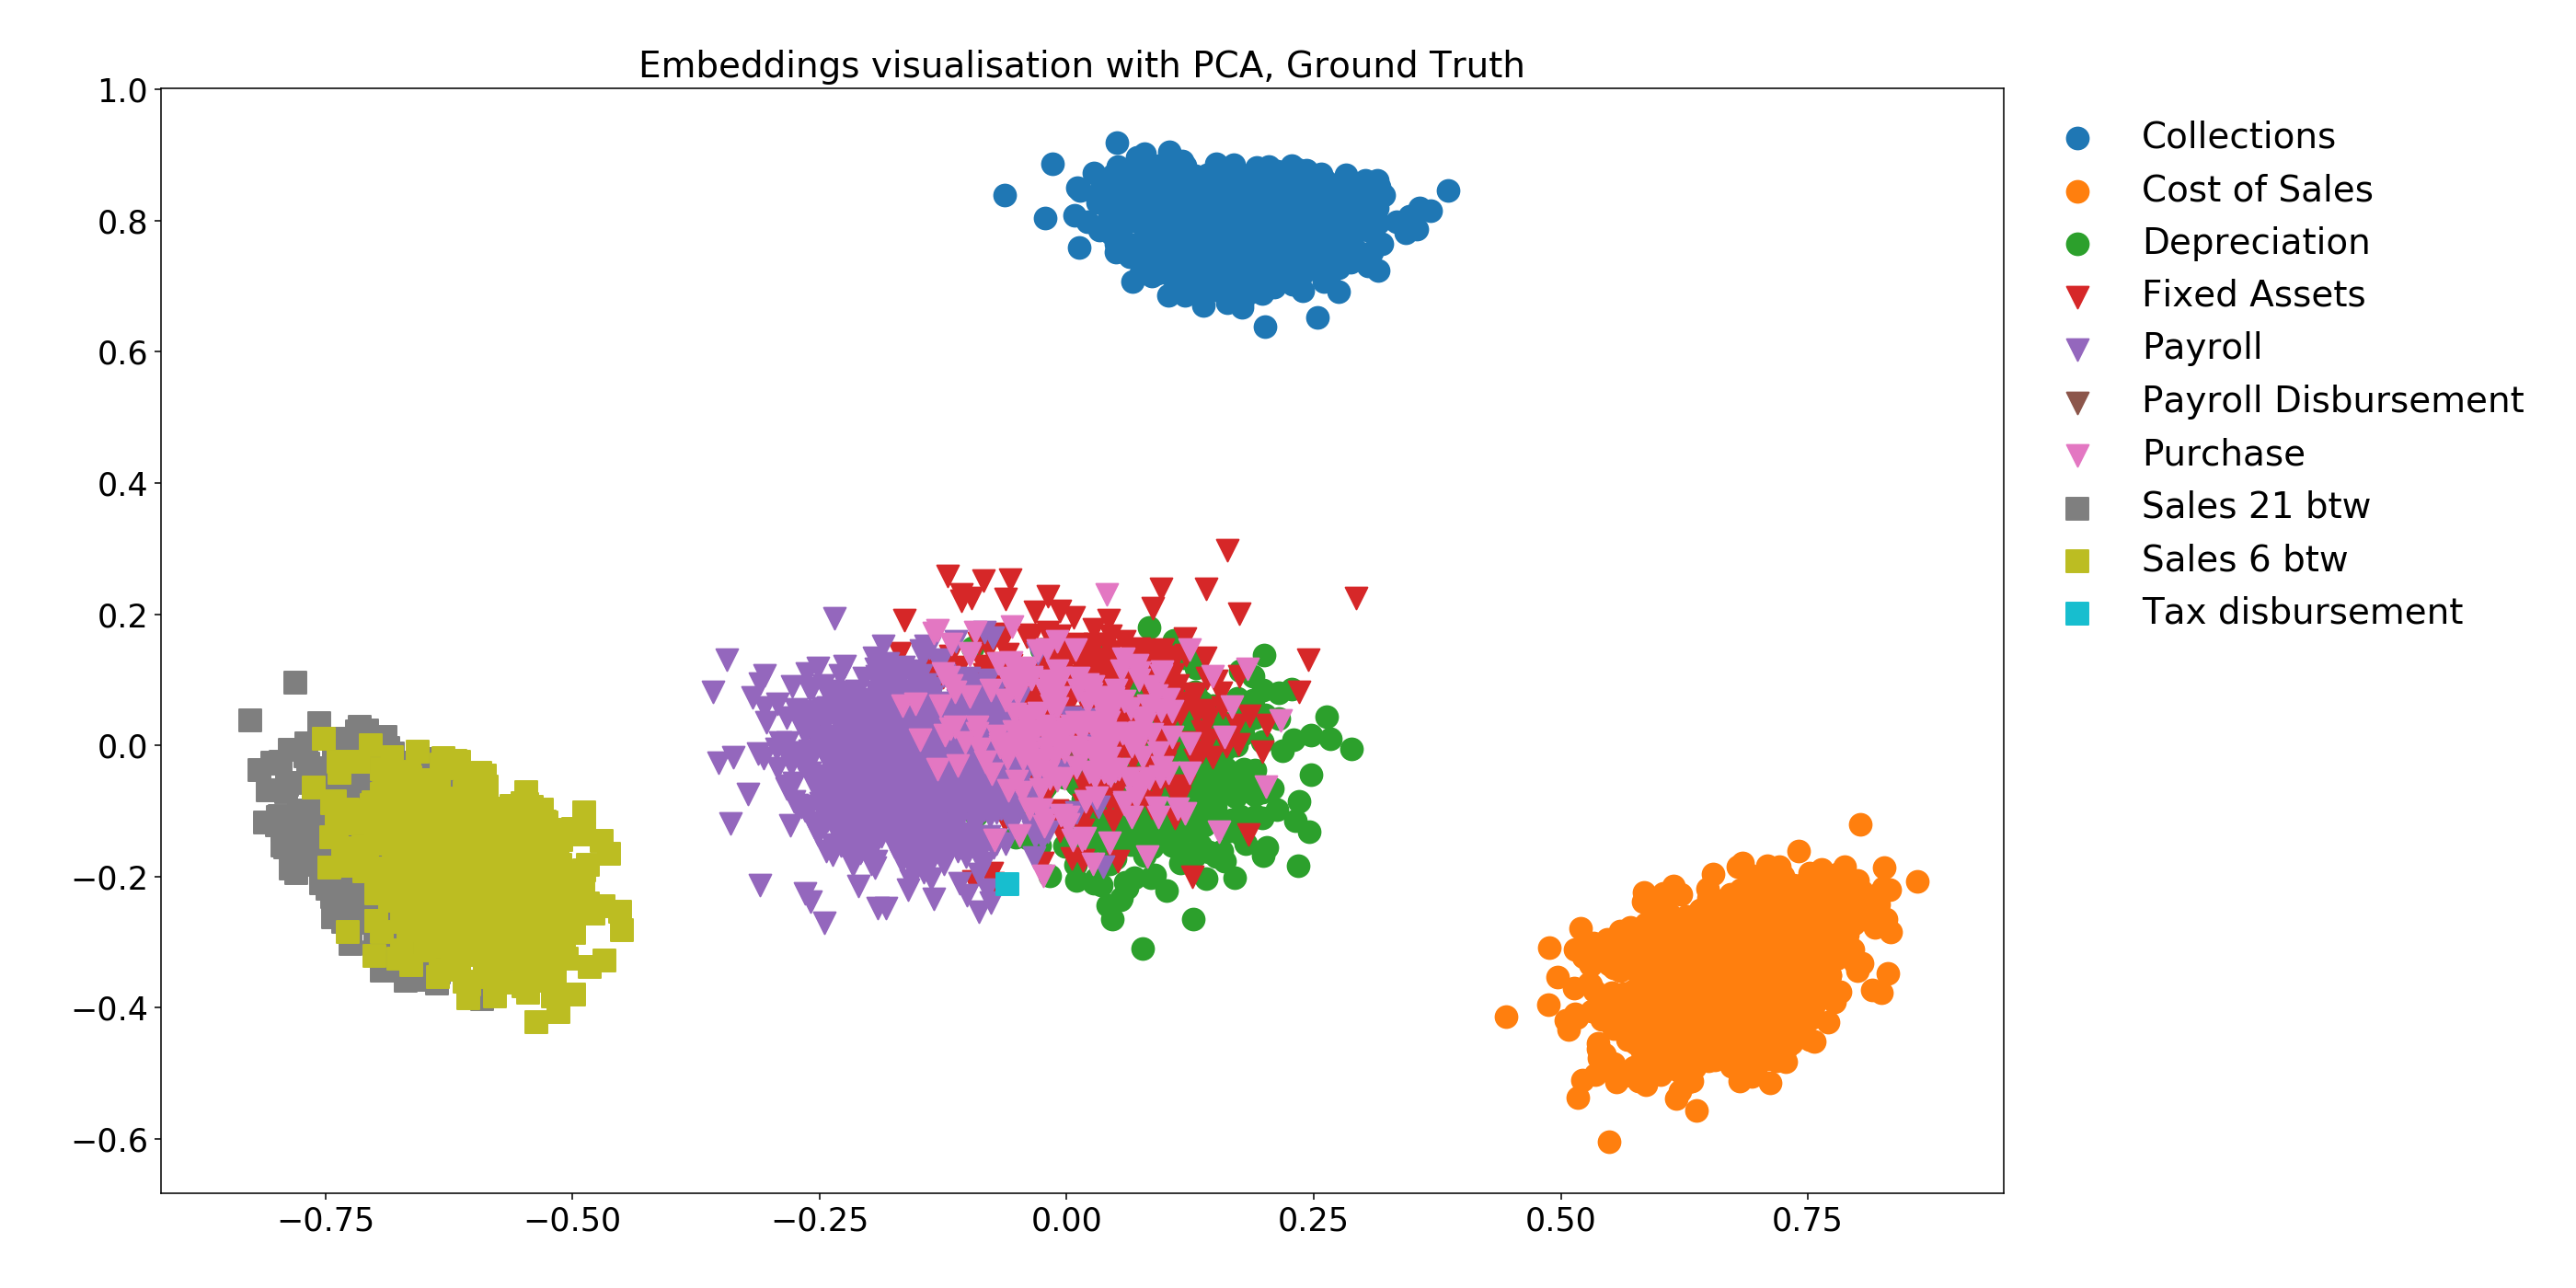 Embeddings visualisation with PCA, Ground Truth
1.0
0.8
0.6
0.4
0.2
0.0
−0.2
−0.4
−0.6
−0.75 −0.50 −0.25 0.00 0.25 0.50 0.75
Collections
Cost of Sales
Depreciation
Fixed Assets
Payroll
Payroll Disbursement
Purchase
Sales 21 btw
Sales 6 btw
Tax disbursement